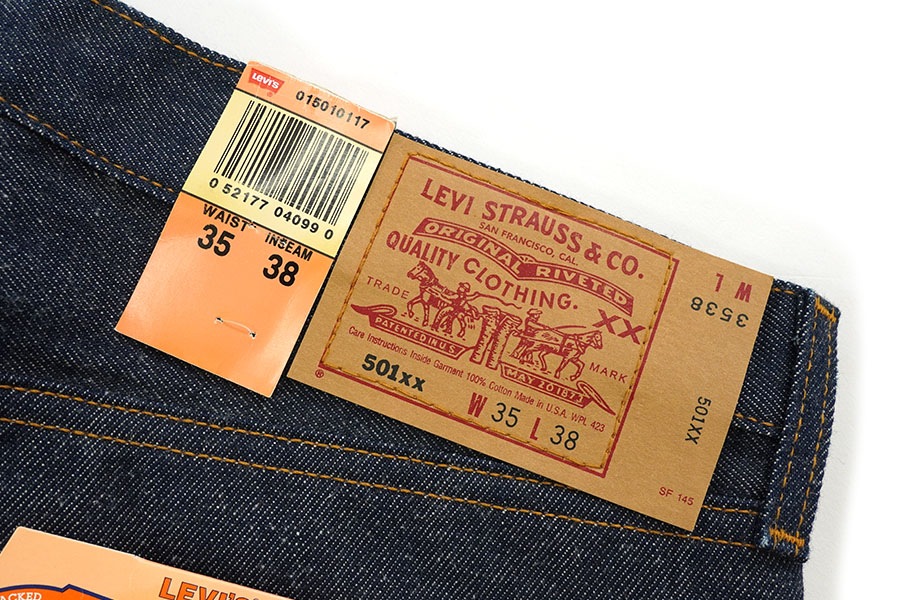 LEVI'S
®
015010117
0 52177 04099 0
WAIST INSEAM
35 38
LEVI STRAUSS & CO.
SAN FRANCISCO, CAL.
ORIGINAL RIVETED
QUALITY CLOTHING.
TRADE MARK
XX
PATENTED IN U.S. MAY 20 1873
Care Instructions Inside Garment 100% Cotton Made in U.S.A. WPL 423
501xx
W 35 L 38
®
W L
3538
501XX
SF 145
LEVI'S